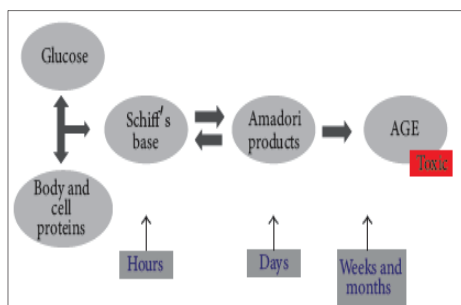 Glucose
Schiff's
base
Amadori
products
AGE
Toxic
Body and
cell
proteins
Hours
Days
Weeks and
months